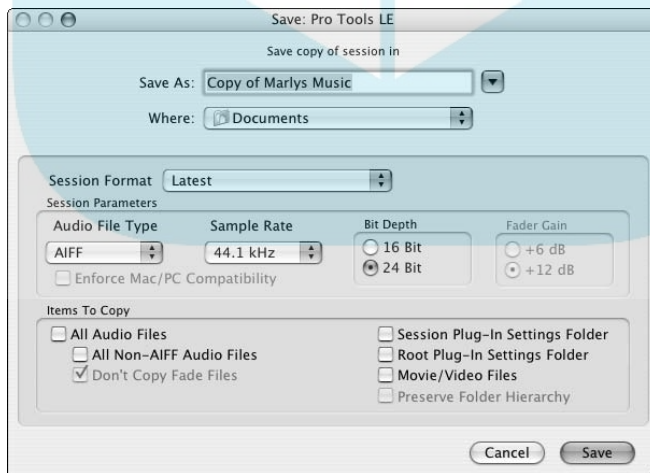 Save: Pro Tools LE
Save copy of session in
Save As: Copy of Marlys Music
Where: Documents
Session Format Latest
Session Parameters
Audio File Type Sample Rate Bit Depth Fader Gain
AIFF 44.1 kHz 16 Bit +6 dB
24 Bit +12 dB
Enforce Mac/PC Compatibility
Items To Copy
All Audio Files Session Plug-In Settings Folder
All Non-AIFF Audio Files Root Plug-In Settings Folder
Don't Copy Fade Files Movie/Video Files
Preserve Folder Hierarchy
Cancel Save